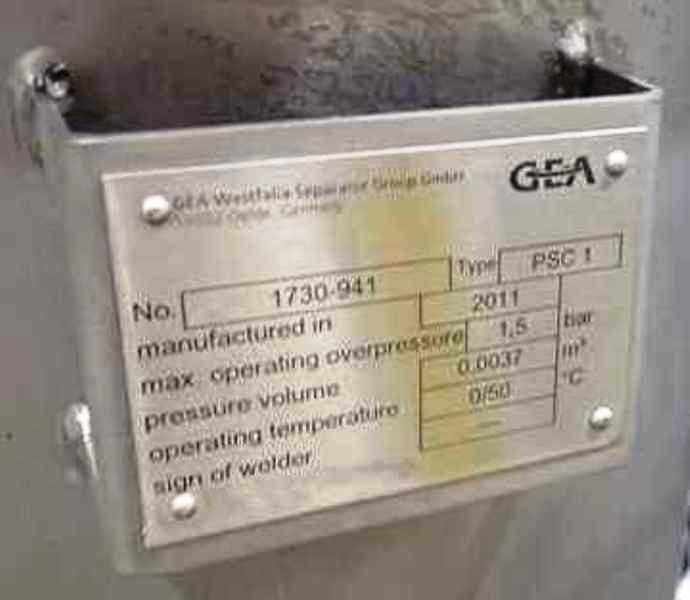 GEA Westfalia Separator Group GmbH
GEA
Germany
No. 1730-941 Type PSC 1
manufactured in 2011
max. operating overpressure 1,5 bar
pressure volume 0.0037 m³
operating temperature 0/50 °C
sign of welder —